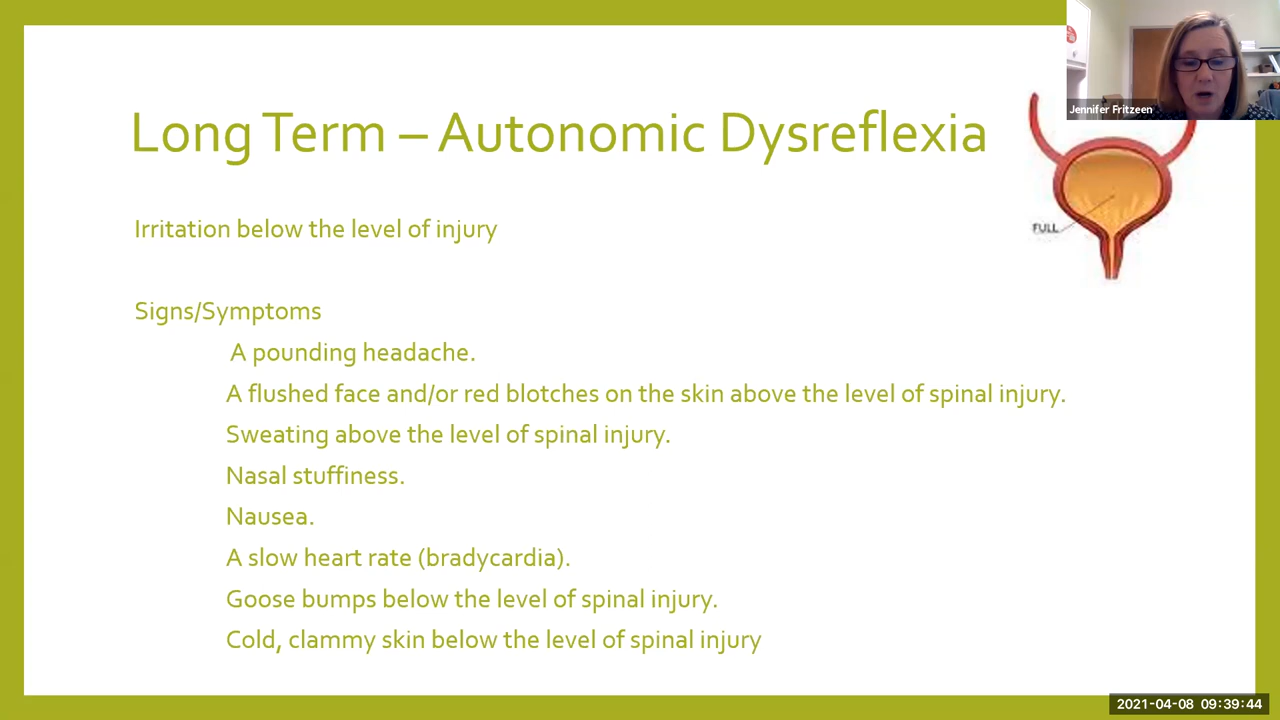 Jennifer Fritzeen
Long Term – Autonomic Dysreflexia
FULL
Irritation below the level of injury
Signs/Symptoms
A pounding headache.
A flushed face and/or red blotches on the skin above the level of spinal injury.
Sweating above the level of spinal injury.
Nasal stuffiness.
Nausea.
A slow heart rate (bradycardia).
Goose bumps below the level of spinal injury.
Cold, clammy skin below the level of spinal injury
2021-04-08 09:39:44